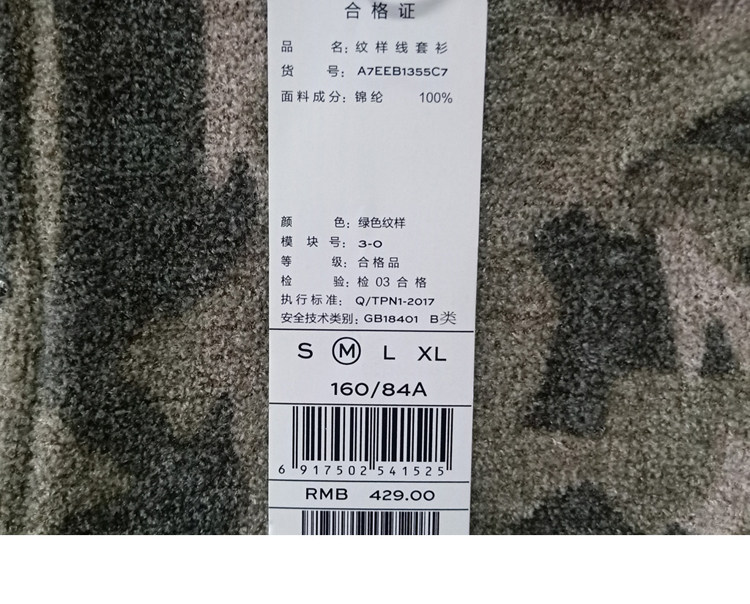 合格证
品 名：纹样线套衫
货 号：A7EEB1355C7
面料成分：锦纶 100%
颜 色：绿色纹样
模块号：3-0
等 级：合格品
检 验：检 03 合格
执行标准：Q/TPN1-2017
安全技术类别：GB18401 B类
S M L XL
160/84A
6 917502 541525
RMB 429.00